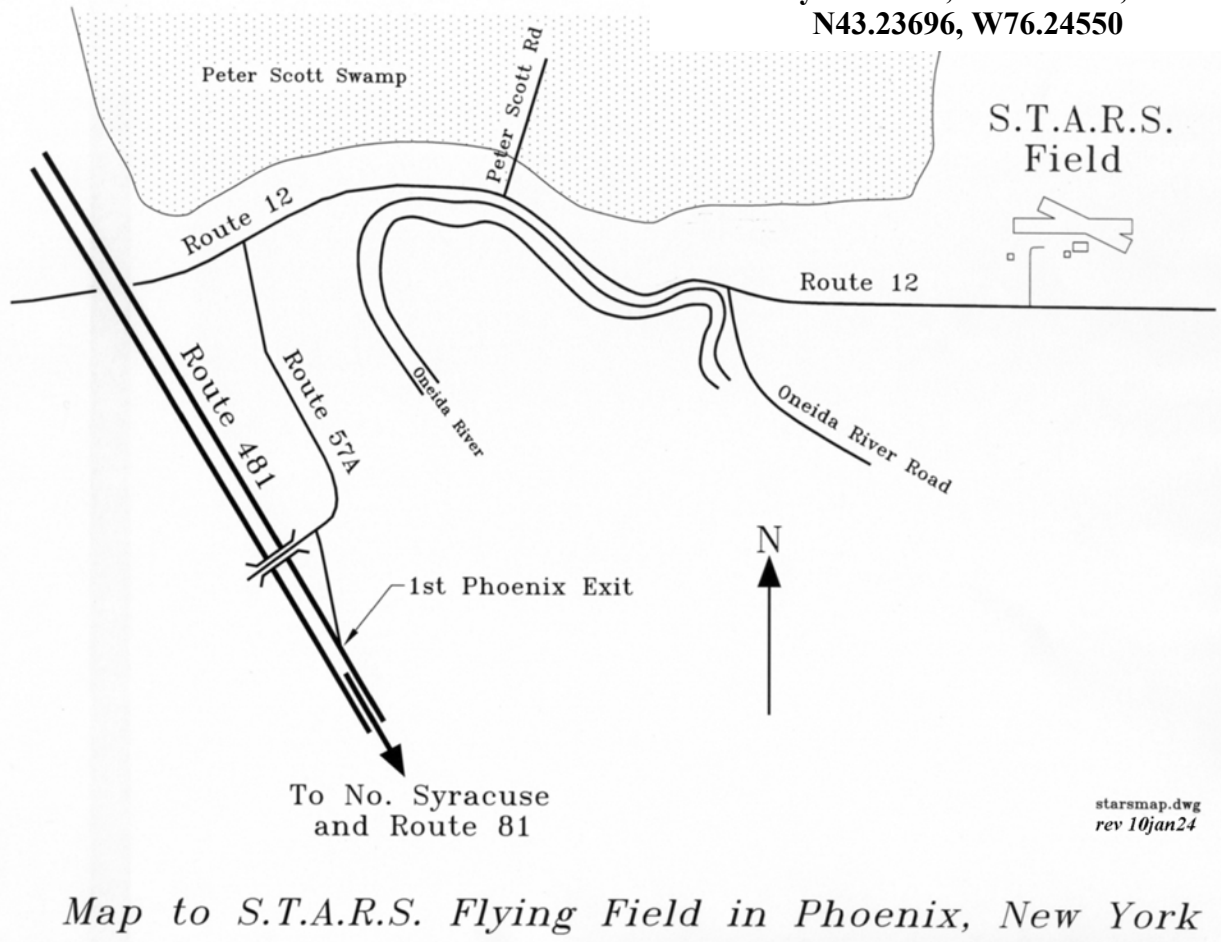 N43.23696, W76.24550
Peter Scott Swamp
Peter Scott Rd
S.T.A.R.S.
Field
Route 12
Route 12
Route 481
Route 57A
Oneida River
Oneida River Road
N
1st Phoenix Exit
To No. Syracuse
and Route 81
starsmap.dwg
rev 10jan24
Map to S.T.A.R.S. Flying Field in Phoenix, New York